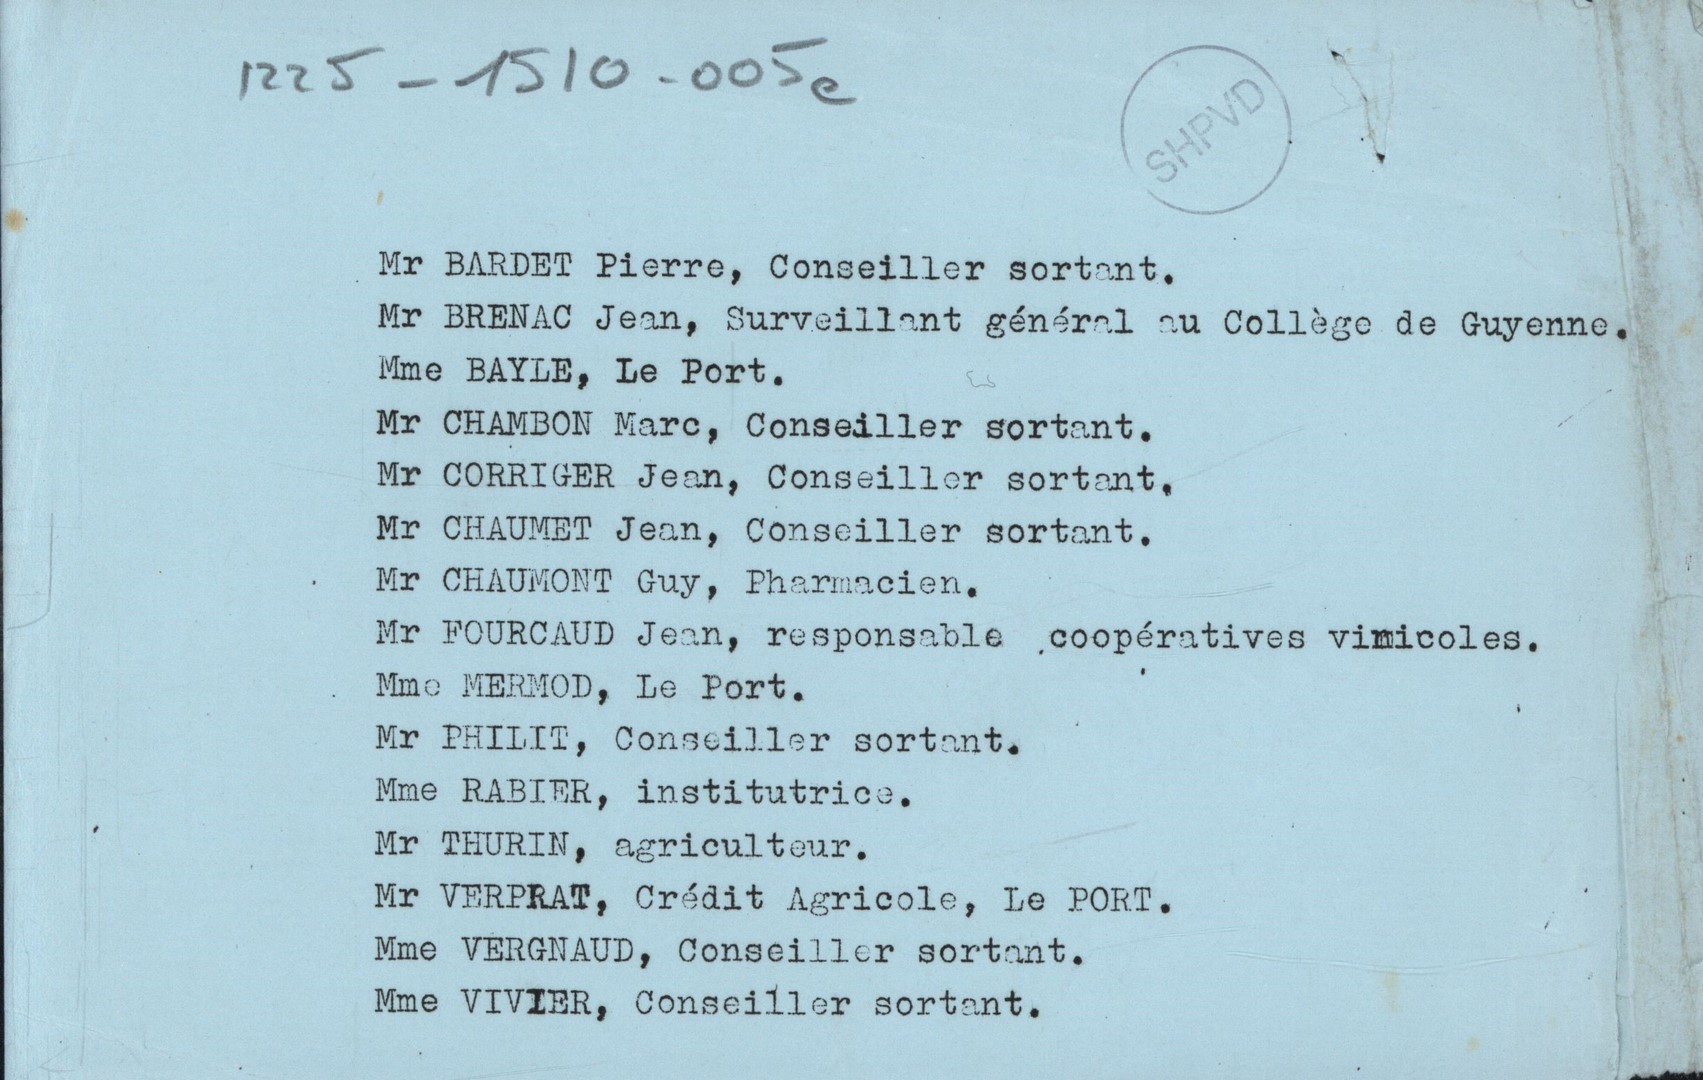 1225 - 1510 - 005e
SHPVD
Mr BARDET Pierre, Conseiller sortant.
Mr BRENAC Jean, Surveillant général au Collège de Guyenne.
Mme BAYLE, Le Port.
Mr CHAMBON Marc, Conseiller sortant.
Mr CORRIGER Jean, Conseiller sortant.
Mr CHAUMET Jean, Conseiller sortant.
Mr CHAUMONT Guy, Pharmacien.
Mr FOURCAUD Jean, responsable coopératives vinicoles.
Mme MERMOD, Le Port.
Mr PHILIT, Conseiller sortant.
Mme RABIER, institutrice.
Mr THURIN, agriculteur.
Mr VERPRAT, Crédit Agricole, Le PORT.
Mme VERGNAUD, Conseiller sortant.
Mme VIVIER, Conseiller sortant.